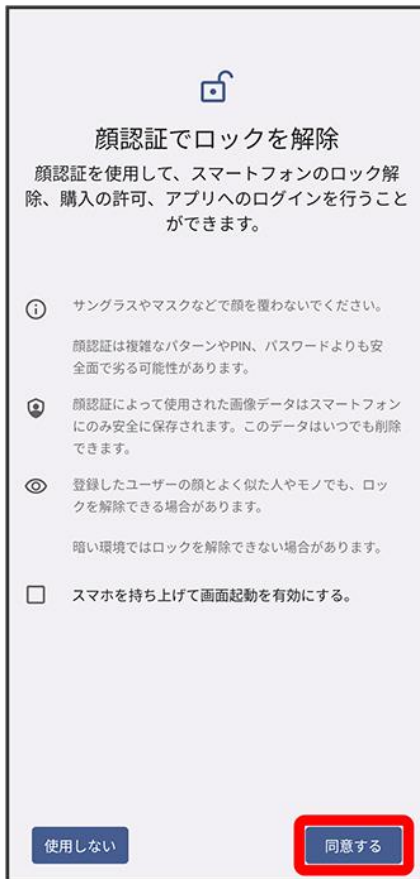 顔認証でロックを解除
顔認証を使用して、スマートフォンのロック解
除、購入の許可、アプリへのログインを行うこと
ができます。
サングラスやマスクなどで顔を覆わないでください。
顔認証は複雑なパターンやPIN、パスワードよりも安
全面で劣る可能性があります。
顔認証によって使用された画像データはスマートフォン
にのみ安全に保存されます。このデータはいつでも削除
できます。
登録したユーザーの顔とよく似た人やモノでも、ロッ
クを解除できる場合があります。
暗い環境ではロックを解除できない場合があります。
スマホを持ち上げて画面起動を有効にする。
使用しない
同意する